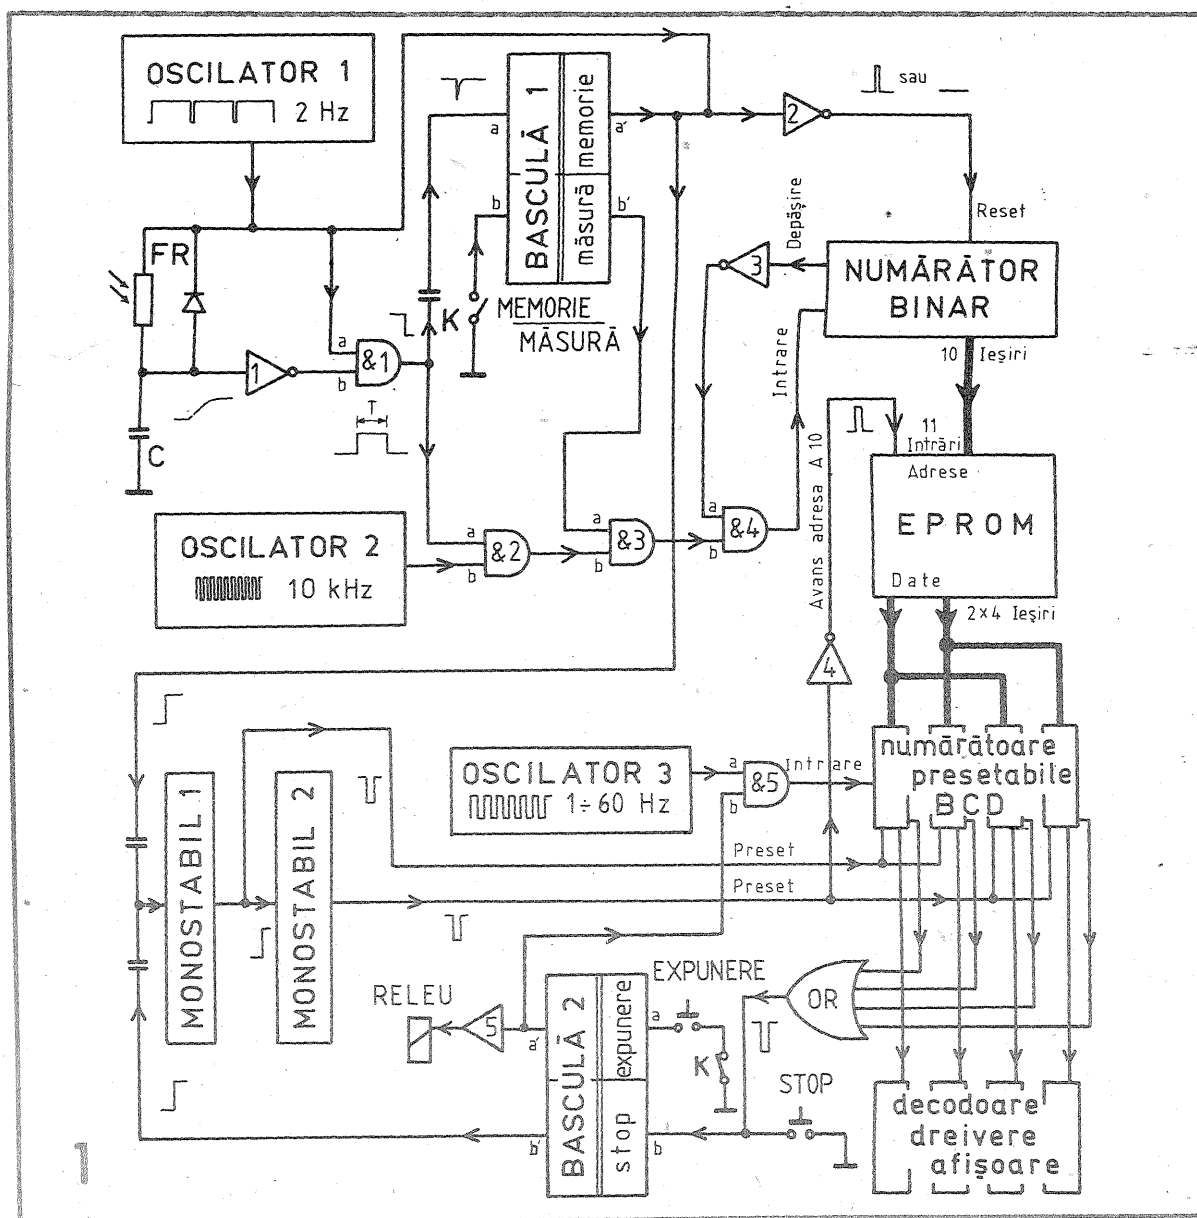 OSCILATOR 1
2 Hz
BASCULĂ 1
memorie
măsură
a
a'
b
b'
2
sau
Reset
FR
C
1
a
&1
b
T
K
MEMORIE
MĂSURĂ
3
Depășire
NUMĂRĂTOR
BINAR
Intrare
10 Ieșiri
11
Intrări
Adrese
EPROM
Date
2×4 Ieșiri
Avans adresa A 10
OSCILATOR 2
10 kHz
a
&2
b
a
&3
b
a
&4
b
4
OSCILATOR 3
1÷60 Hz
a
&5
b
Intrare
numărătoare
presetabile
BCD
MONOSTABIL 1
MONOSTABIL 2
Preset
Preset
RELEU
5
a'
BASCULĂ 2
expunere
stop
a
b
b'
EXPUNERE
K
STOP
OR
decodoare
dreivere
afișoare
1